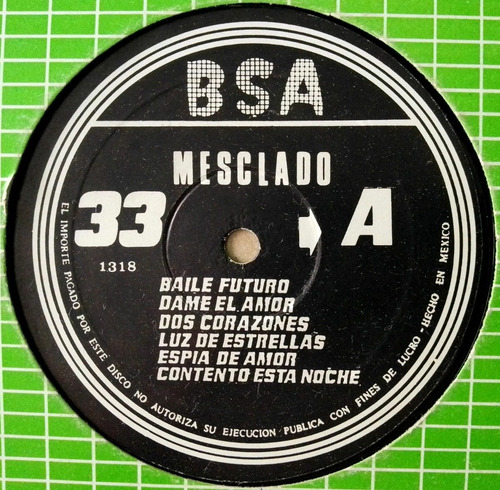 BSA
MESCLADO
33 A
1318
BAILE FUTURO
DAME EL AMOR
DOS CORAZONES
LUZ DE ESTRELLAS
ESPIA DE AMOR
CONTENTO ESTA NOCHE
EL IMPORTE PAGADO POR ESTE DISCO NO AUTORIZA SU EJECUCION PUBLICA CON FINES DE LUCRO - HECHO EN MEXICO